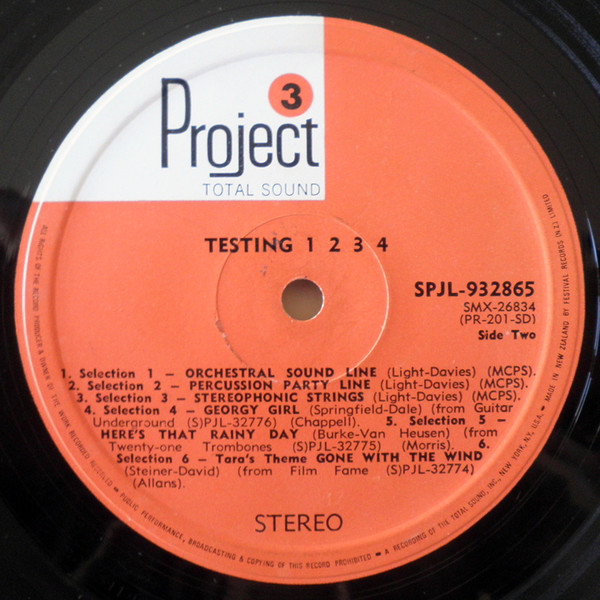 3
Project
TOTAL SOUND
TESTING 1 2 3 4
SPJL-932865
SMX-26834
(PR-201-SD)
Side Two
1. Selection 1 – ORCHESTRAL SOUND LINE (Light-Davies) (MCPS).
2. Selection 2 – PERCUSSION PARTY LINE (Light-Davies) (MCPS).
3. Selection 3 – STEREOPHONIC STRINGS (Light-Davies) (MCPS).
4. Selection 4 – GEORGY GIRL (Springfield-Dale) (from Guitar
Underground (S)PJL-32776) (Chappell). 5. Selection 5 –
HERE'S THAT RAINY DAY (Burke-Van Heusen) (from
Twenty-one Trombones (S)PJL-32775) (Morris). 6.
Selection 6 – Tara's Theme GONE WITH THE WIND
(Steiner-David) (from Film Fame (S)PJL-32774)
(Allans).
STEREO
ALL RIGHTS OF THE RECORD PRODUCER & OWNER OF THE WORK RECORDED RESERVED – PUBLIC PERFORMANCE, BROADCASTING & COPYING OF THIS RECORD PROHIBITED – A RECORDING OF THE TOTAL SOUND, INC., NEW YORK, N.Y., U.S.A. – MADE IN NEW ZEALAND BY FESTIVAL RECORDS (N.Z.) LIMITED